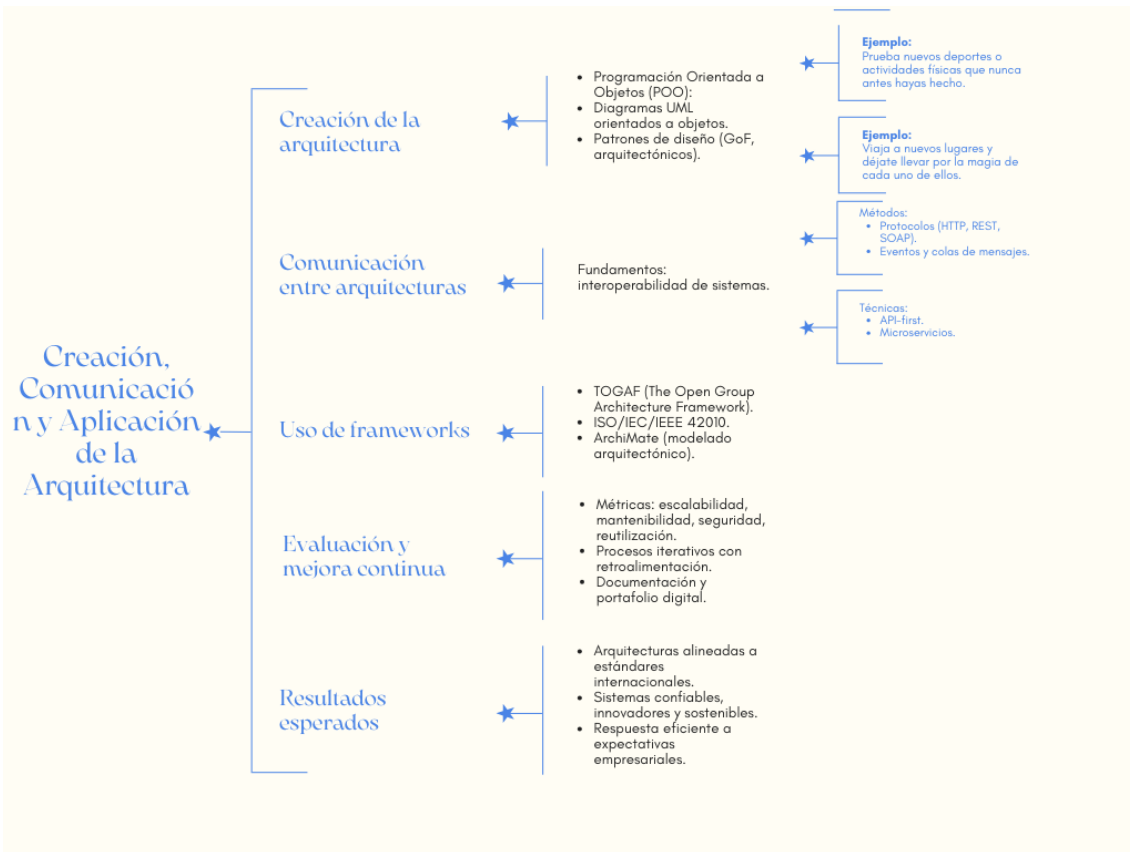 Creación,
Comunicació
n y Aplicación
de la
Arquitectura
Creación de la
arquitectura
• Programación Orientada a
Objetos (POO):
• Diagramas UML
orientados a objetos.
• Patrones de diseño (GoF,
arquitectónicos).
Ejemplo:
Prueba nuevos deportes o
actividades físicas que nunca
antes hayas hecho.
Ejemplo:
Viaja a nuevos lugares y
déjate llevar por la magia de
cada uno de ellos.
Comunicación
entre arquitecturas
Fundamentos:
interoperabilidad de sistemas.
Métodos:
• Protocolos (HTTP, REST,
SOAP).
• Eventos y colas de mensajes.
Técnicas:
• API-first.
• Microservicios.
Uso de frameworks
• TOGAF (The Open Group
Architecture Framework).
• ISO/IEC/IEEE 42010.
• ArchiMate (modelado
arquitectónico).
Evaluación y
mejora continua
• Métricas: escalabilidad,
mantenibilidad, seguridad,
reutilización.
• Procesos iterativos con
retroalimentación.
• Documentación y
portafolio digital.
Resultados
esperados
• Arquitecturas alineadas a
estándares
internacionales.
• Sistemas confiables,
innovadores y sostenibles.
• Respuesta eficiente a
expectativas
empresariales.